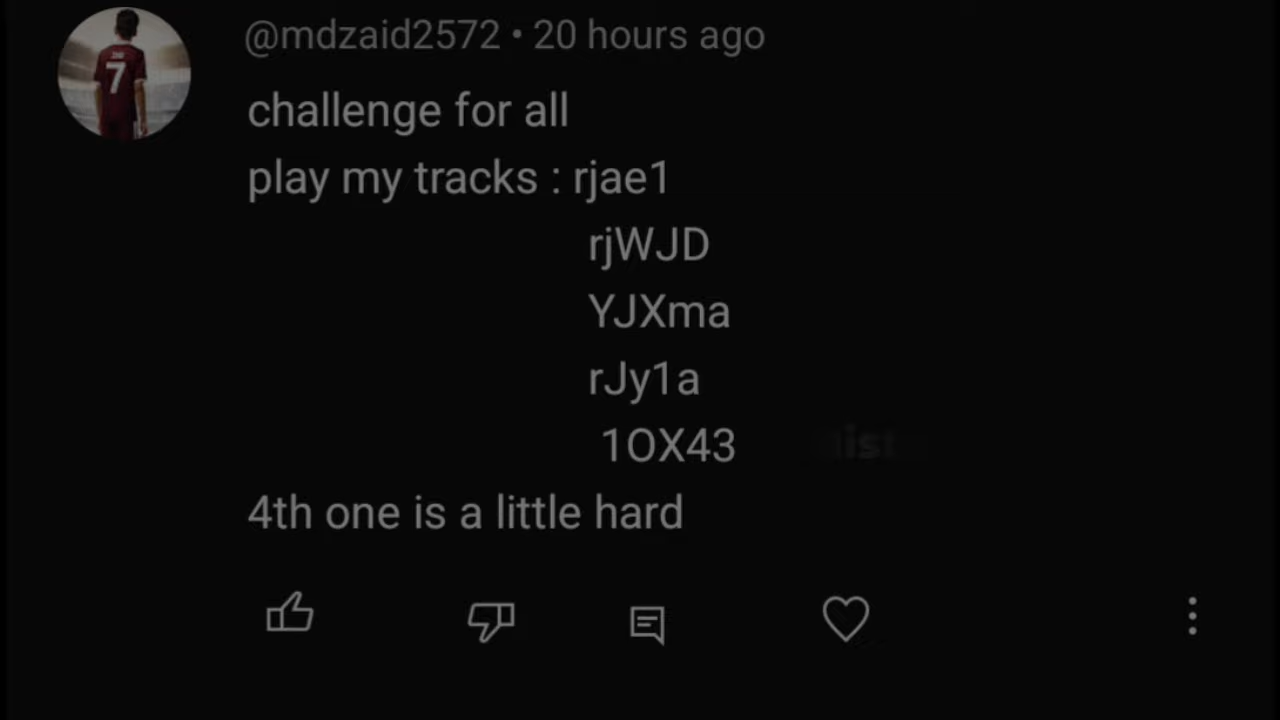 @mdzaid2572 • 20 hours ago
challenge for all
play my tracks : rjae1
rjWJD
YJXma
rJy1a
1OX43
4th one is a little hard
7